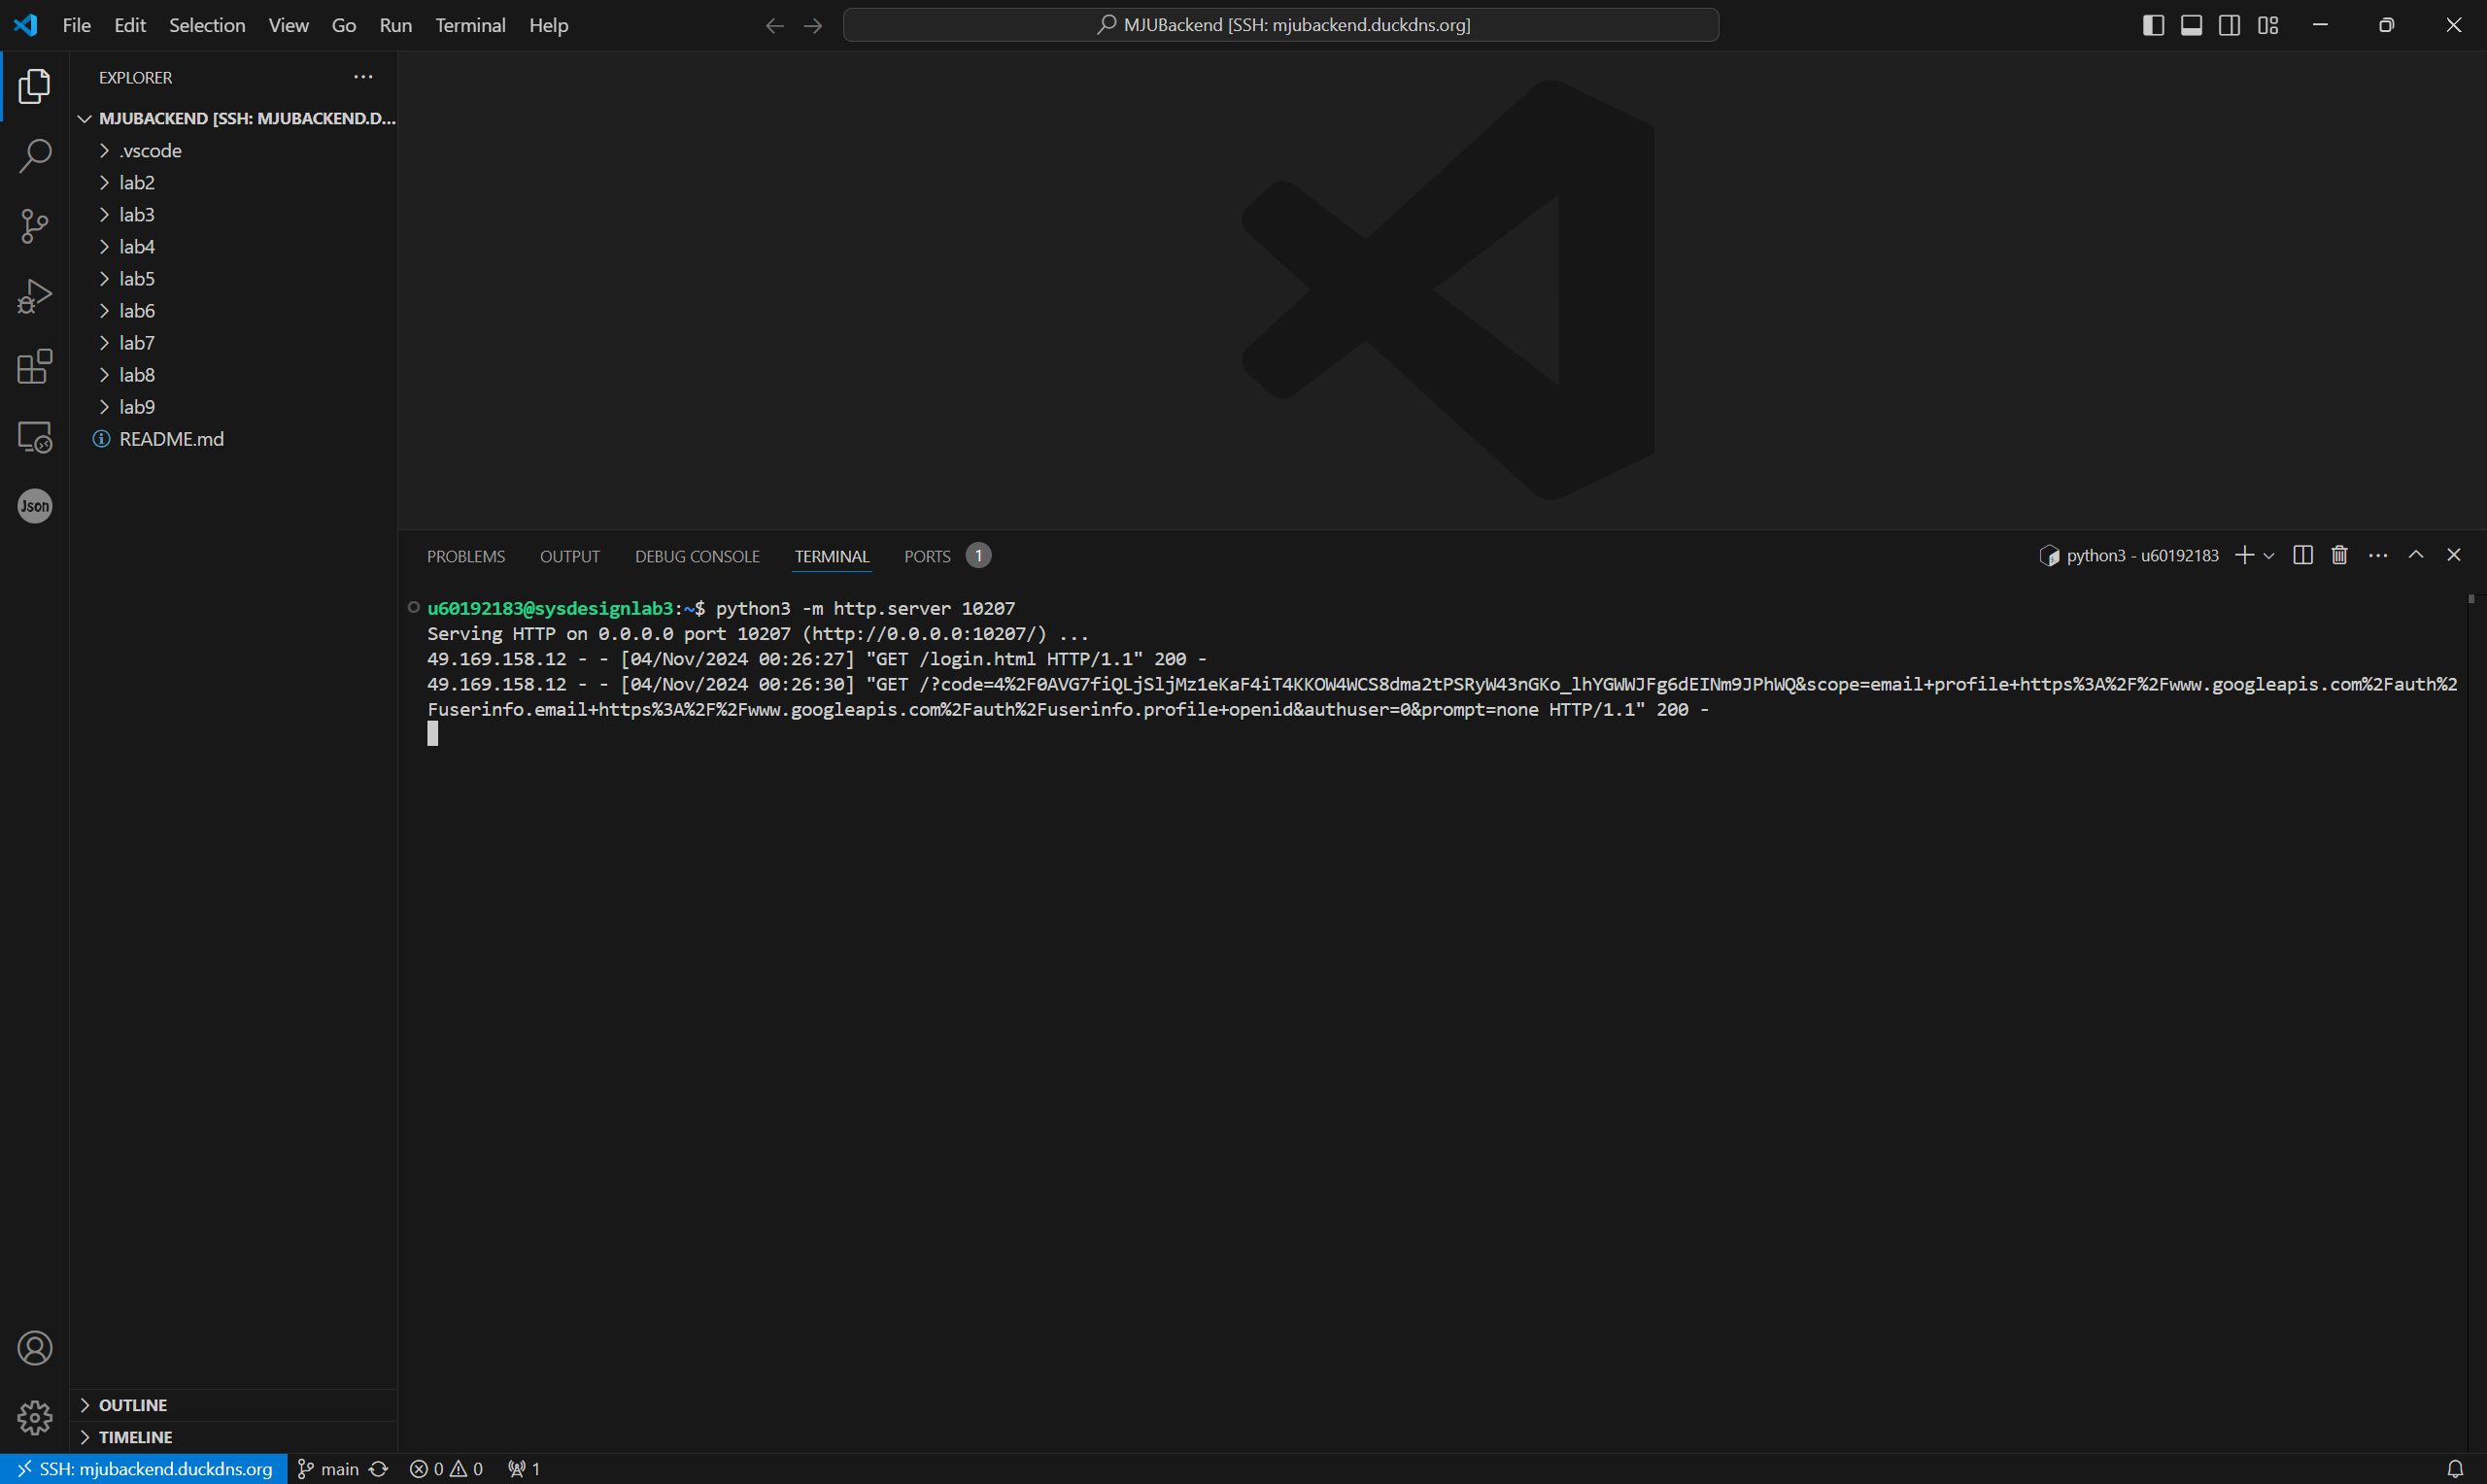 File Edit Selection View Go Run Terminal Help
MJUBackend [SSH: mjubackend.duckdns.org]
EXPLORER
MJUBACKEND [SSH: MJUBACKEND.D...
.vscode
lab2
lab3
lab4
lab5
lab6
lab7
lab8
lab9
README.md
Json
PROBLEMS OUTPUT DEBUG CONSOLE TERMINAL PORTS 1
python3 - u60192183
u60192183@sysdesignlab3:~$ python3 -m http.server 10207
Serving HTTP on 0.0.0.0 port 10207 (http://0.0.0.0:10207/) ...
49.169.158.12 - - [04/Nov/2024 00:26:27] "GET /login.html HTTP/1.1" 200 -
49.169.158.12 - - [04/Nov/2024 00:26:30] "GET /?code=4%2F0AVG7fiQLjSljMz1eKaF4iT4KKOW4WCS8dma2tPSRyW43nGKo_lhYGWWJFg6dEINm9JPhWQ&scope=email+profile+https%3A%2F%2Fwww.googleapis.com%2Fauth%2
Fuserinfo.email+https%3A%2F%2Fwww.googleapis.com%2Fauth%2Fuserinfo.profile+openid&authuser=0&prompt=none HTTP/1.1" 200 -
OUTLINE
TIMELINE
SSH: mjubackend.duckdns.org main 0 0 1